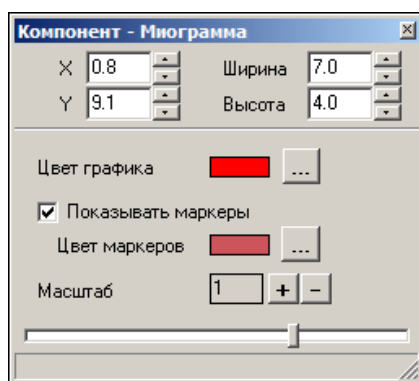 Компонент - Миограмма
X 0.8 Ширина 7.0
Y 9.1 Высота 4.0
Цвет графика ...
Показывать маркеры
Цвет маркеров ...
Масштаб 1 + -